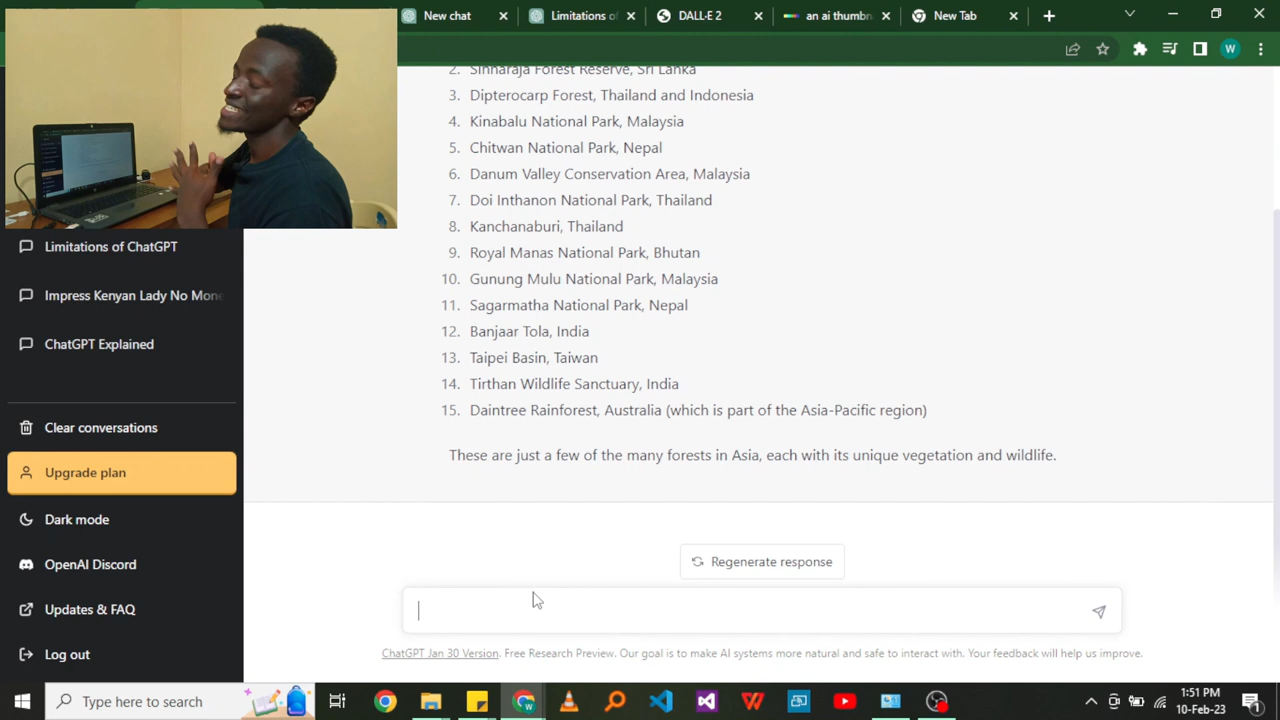 New chat
Limitations of
DALL·E 2
an ai thumbn
New Tab
W
2. Sinharaja Forest Reserve, Sri Lanka
3. Dipterocarp Forest, Thailand and Indonesia
4. Kinabalu National Park, Malaysia
5. Chitwan National Park, Nepal
6. Danum Valley Conservation Area, Malaysia
7. Doi Inthanon National Park, Thailand
8. Kanchanaburi, Thailand
9. Royal Manas National Park, Bhutan
10. Gunung Mulu National Park, Malaysia
11. Sagarmatha National Park, Nepal
12. Banjaar Tola, India
13. Taipei Basin, Taiwan
14. Tirthan Wildlife Sanctuary, India
15. Daintree Rainforest, Australia (which is part of the Asia-Pacific region)
These are just a few of the many forests in Asia, each with its unique vegetation and wildlife.
Limitations of ChatGPT
Impress Kenyan Lady No Mone
ChatGPT Explained
Clear conversations
Upgrade plan
Dark mode
OpenAI Discord
Updates & FAQ
Log out
Regenerate response
ChatGPT Jan 30 Version. Free Research Preview. Our goal is to make AI systems more natural and safe to interact with. Your feedback will help us improve.
Type here to search
1:51 PM
10-Feb-23
1